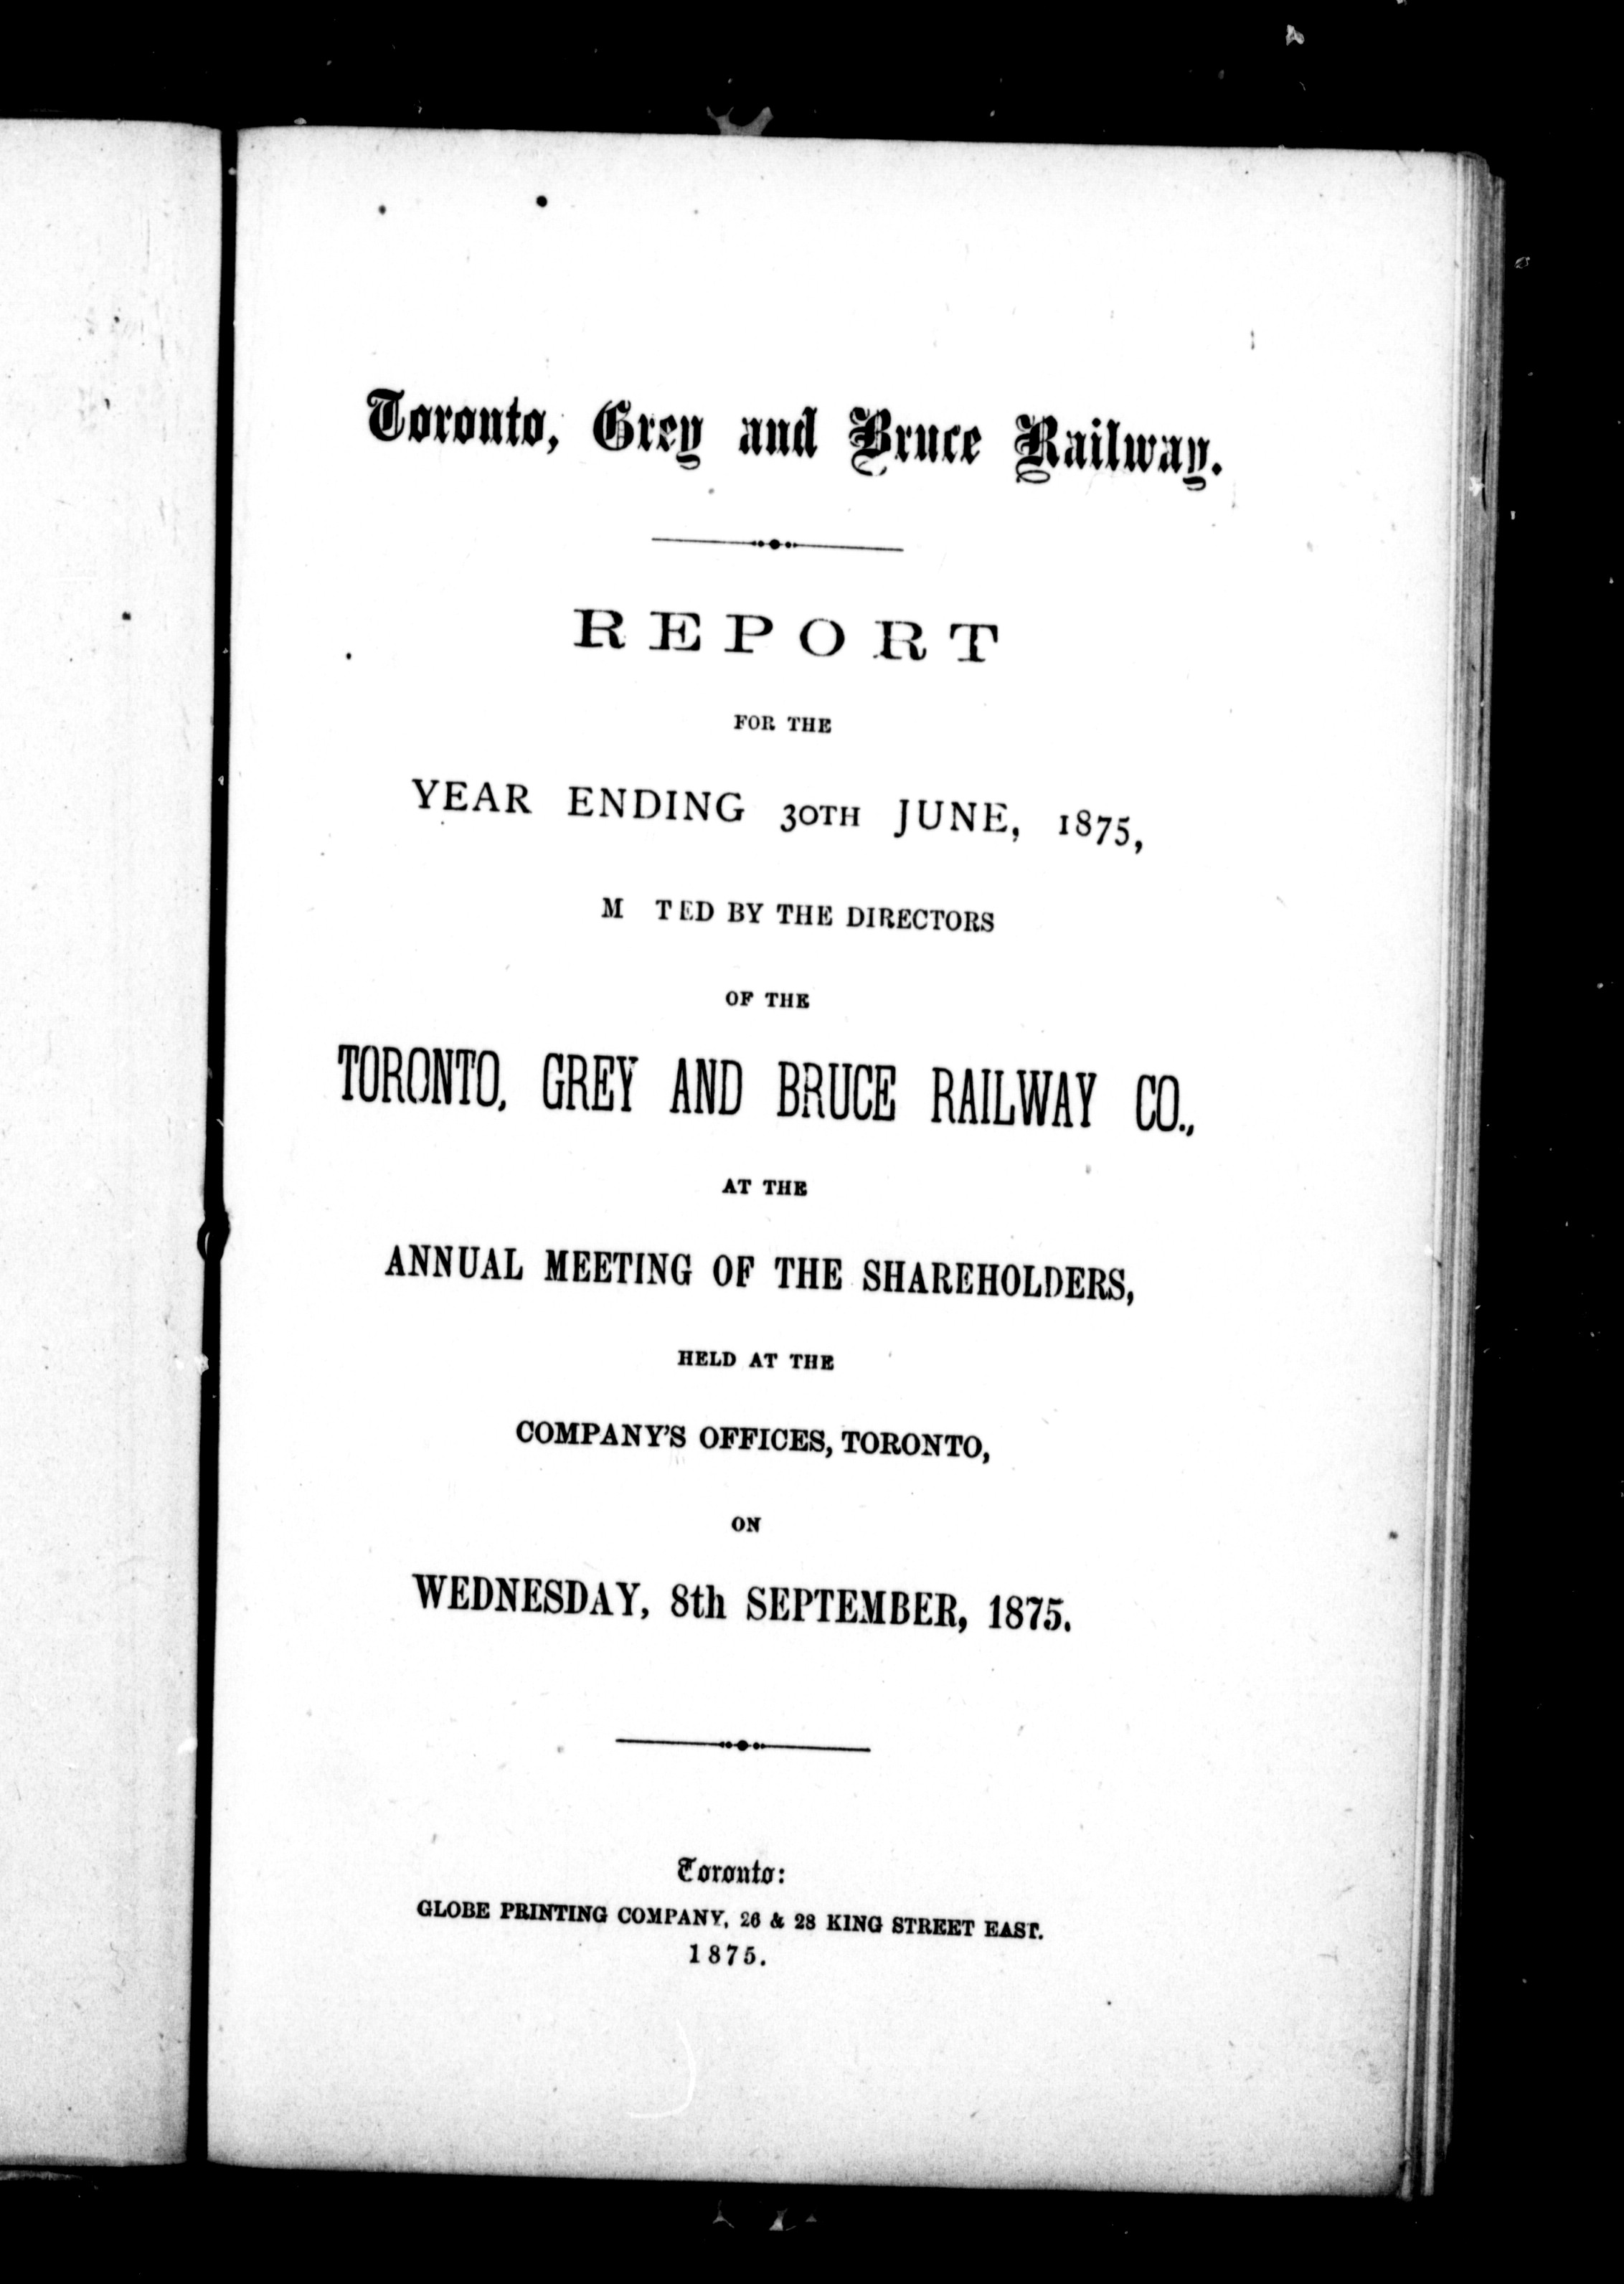 Toronto, Grey and Bruce Railway.
REPORT
FOR THE
YEAR ENDING 30TH JUNE, 1875,
M TED BY THE DIRECTORS
OF THE
TORONTO, GREY AND BRUCE RAILWAY CO.,
AT THE
ANNUAL MEETING OF THE SHAREHOLDERS,
HELD AT THE
COMPANY'S OFFICES, TORONTO,
ON
WEDNESDAY, 8th SEPTEMBER, 1875.
Toronto:
GLOBE PRINTING COMPANY, 26 & 28 KING STREET EAST.
1875.